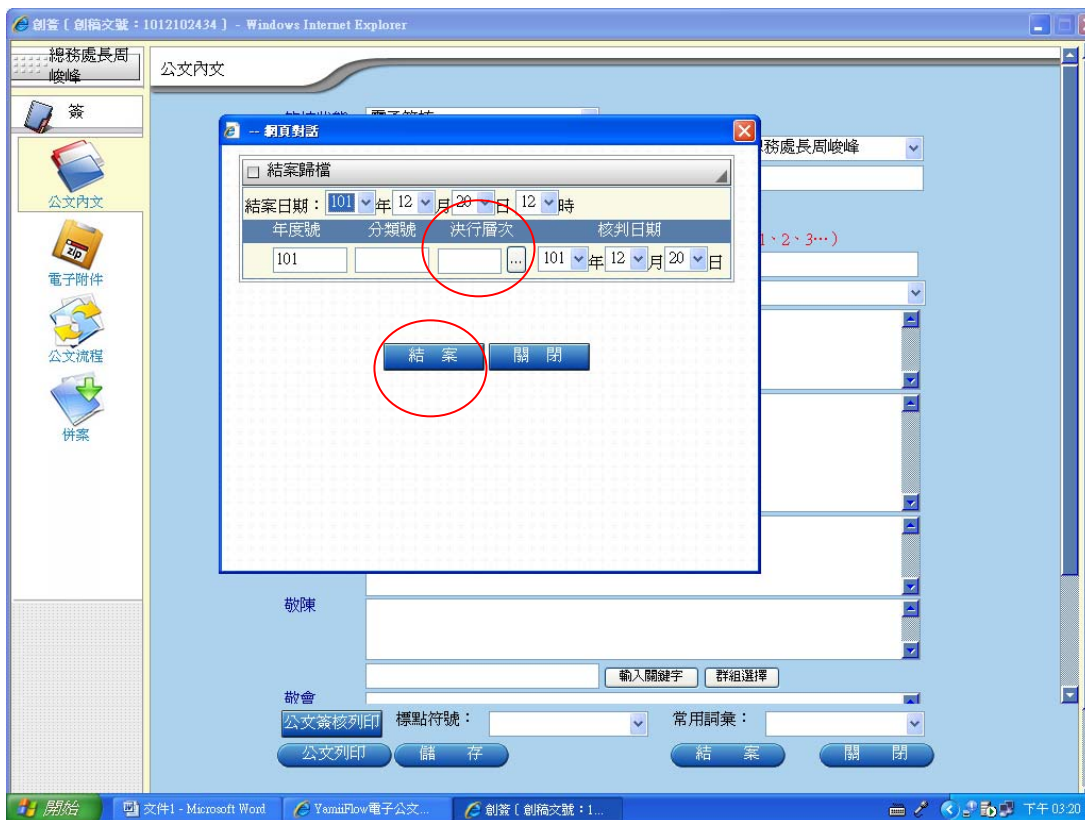 創簽〔創稿文號：1012102434〕 - Windows Internet Explorer
總務處長周
峻峰
公文內文
簽
公文內文
電子附件
公文流程
併案
務處長周峻峰
1、2、3…)
-- 網頁對話
結案歸檔
結案日期： 101 年 12 月 20 日 12 時
年度號 分類號 決行層次 核判日期
101 ... 101 年 12 月 20 日
結 案 關 閉
敬陳
輸入關鍵字 群組選擇
敬會
公文簽核列印 標點符號： 常用詞彙：
公文列印 儲 存 結 案 關 閉
開始 文件1 - Microsoft Word YamiiFlow電子公文... 創簽〔創稿文號：1... 下午 03:20